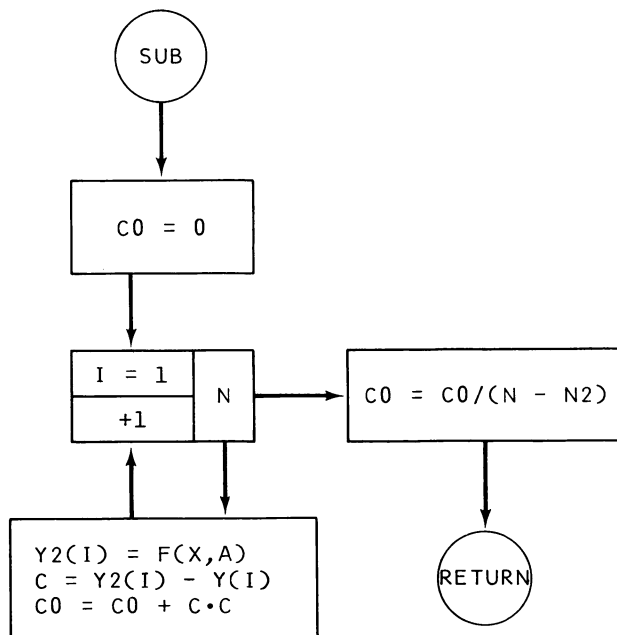 SUB
C0 = 0
I = 1
+1
N
C0 = C0/(N - N2)
Y2(I) = F(X,A)
C = Y2(I) - Y(I)
C0 = C0 + C•C
RETURN